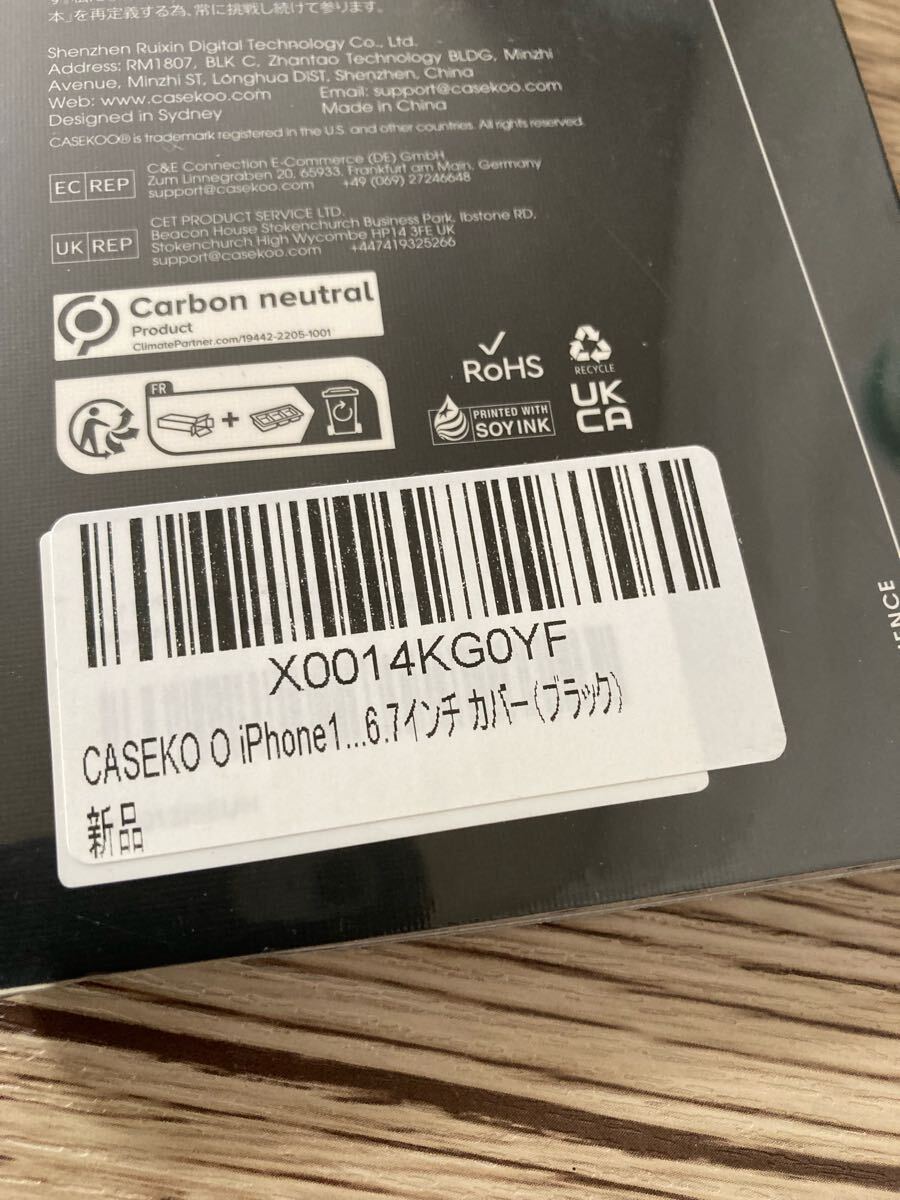 本」を再定義する為、常に挑戦し続けて参ります。
Shenzhen Ruixin Digital Technology Co., Ltd.
Address: RM1807, BLK C, Zhantao Technology BLDG, Minzhi
Avenue, Minzhi ST, Longhua DIST, Shenzhen, China
Web: www.casekoo.com Email: support@casekoo.com
Designed in Sydney Made in China
CASEKOO® is trademark registered in the U.S. and other countries. All rights reserved.
EC REP
C&E Connection E-Commerce (DE) GmbH
Zum Linnegraben 20, 65933, Frankfurt am Main, Germany
support@casekoo.com +49 (069) 27246648
UK REP
CET PRODUCT SERVICE LTD.
Beacon House Stokenchurch Business Park, Ibstone RD,
Stokenchurch High Wycombe HP14 3FE UK
support@casekoo.com +447419325266
Carbon neutral
Product
ClimatePartner.com/19442-2205-1001
FR
+
RoHS
RECYCLE
PRINTED WITH
SOY INK
UK
CA
X0014KG0YF
CASEKO O iPhone1...6.7インチ カバー(ブラック)
新品